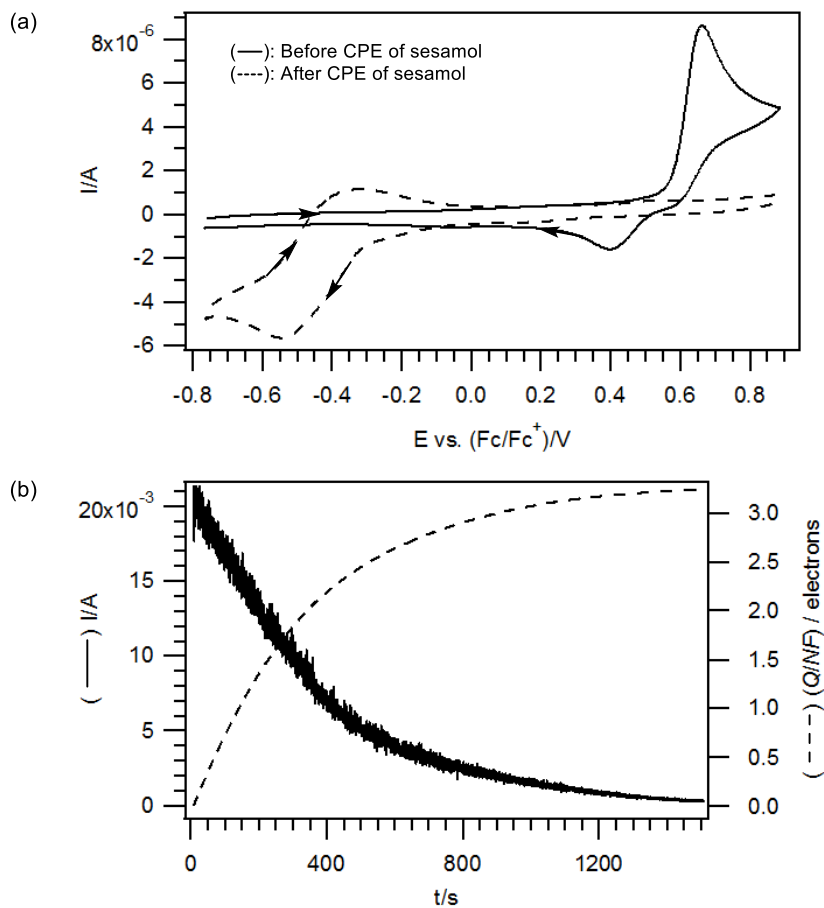 (a)
8x10⁻⁶
6
4
2
0
-2
-4
-6
I/A
(—): Before CPE of sesamol
(----): After CPE of sesamol
-0.8 -0.6 -0.4 -0.2 0.0 0.2 0.4 0.6 0.8
E vs. (Fc/Fc⁺)/V
(b)
20x10⁻³
15
10
5
0
(——) I/A
3.0
2.5
2.0
1.5
1.0
0.5
0.0
(– – –) (Q/NF) / electrons
0 400 800 1200
t/s